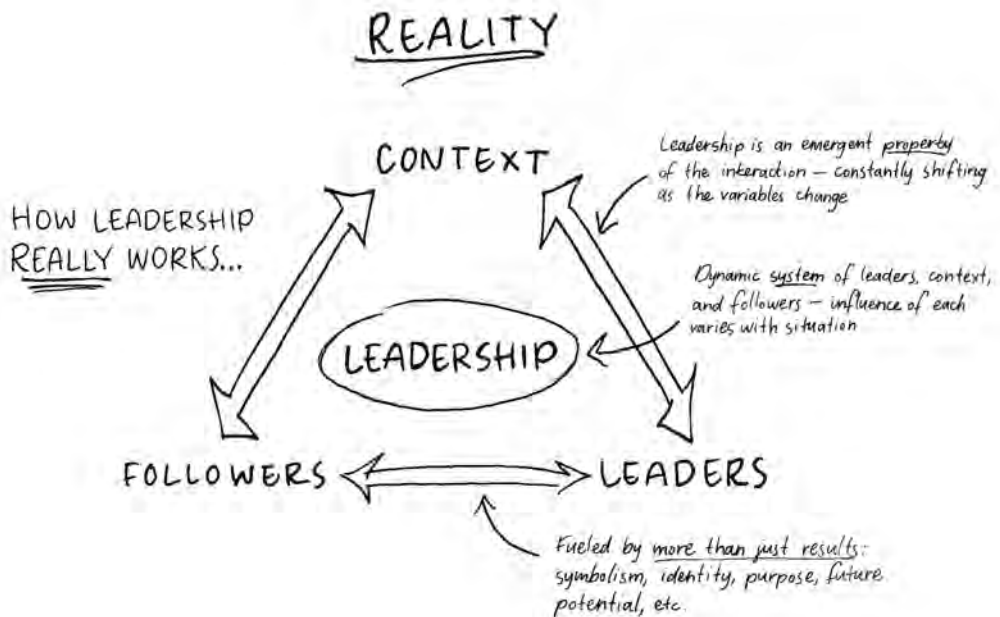 REALITY
CONTEXT
Leadership is an emergent property
of the interaction – constantly shifting
as the variables change
HOW LEADERSHIP
REALLY WORKS...
Dynamic system of leaders, context,
and followers – influence of each
varies with situation
LEADERSHIP
FOLLOWERS
LEADERS
Fueled by more than just results:
symbolism, identity, purpose, future
potential, etc.